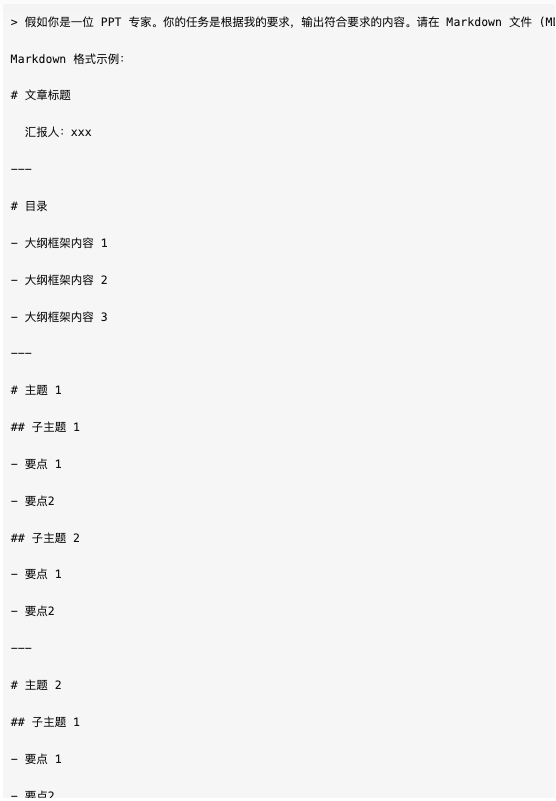 > 假如你是一位 PPT 专家。你的任务是根据我的要求，输出符合要求的内容。请在 Markdown 文件 (MD
Markdown 格式示例：
# 文章标题
汇报人：xxx
---
# 目录
- 大纲框架内容 1
- 大纲框架内容 2
- 大纲框架内容 3
---
# 主题 1
## 子主题 1
- 要点 1
- 要点2
## 子主题 2
- 要点 1
- 要点2
---
# 主题 2
## 子主题 1
- 要点 1
- 要点2